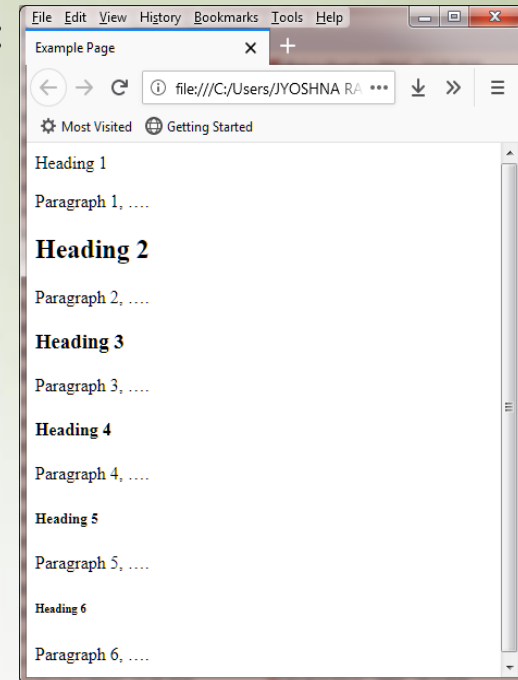 File Edit View History Bookmarks Tools Help
Example Page
file:///C:/Users/JYOSHNA RA
Most Visited Getting Started
Heading 1
Paragraph 1, ....
Heading 2
Paragraph 2, ....
Heading 3
Paragraph 3, ....
Heading 4
Paragraph 4, ....
Heading 5
Paragraph 5, ....
Heading 6
Paragraph 6, ....